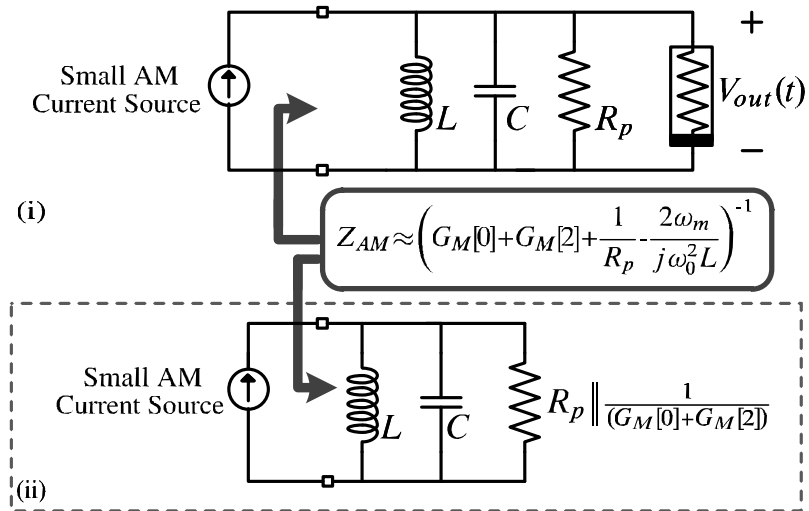 +
Small AM
Current Source
L
C
R_p
V_out(t)
−
(i)
Z_AM ≈ (G_M[0]+G_M[2]+ 1/R_p - 2ω_m/jω_0^2 L)^-1
Small AM
Current Source
L
C
R_p ‖ 1/(G_M[0]+G_M[2])
(ii)